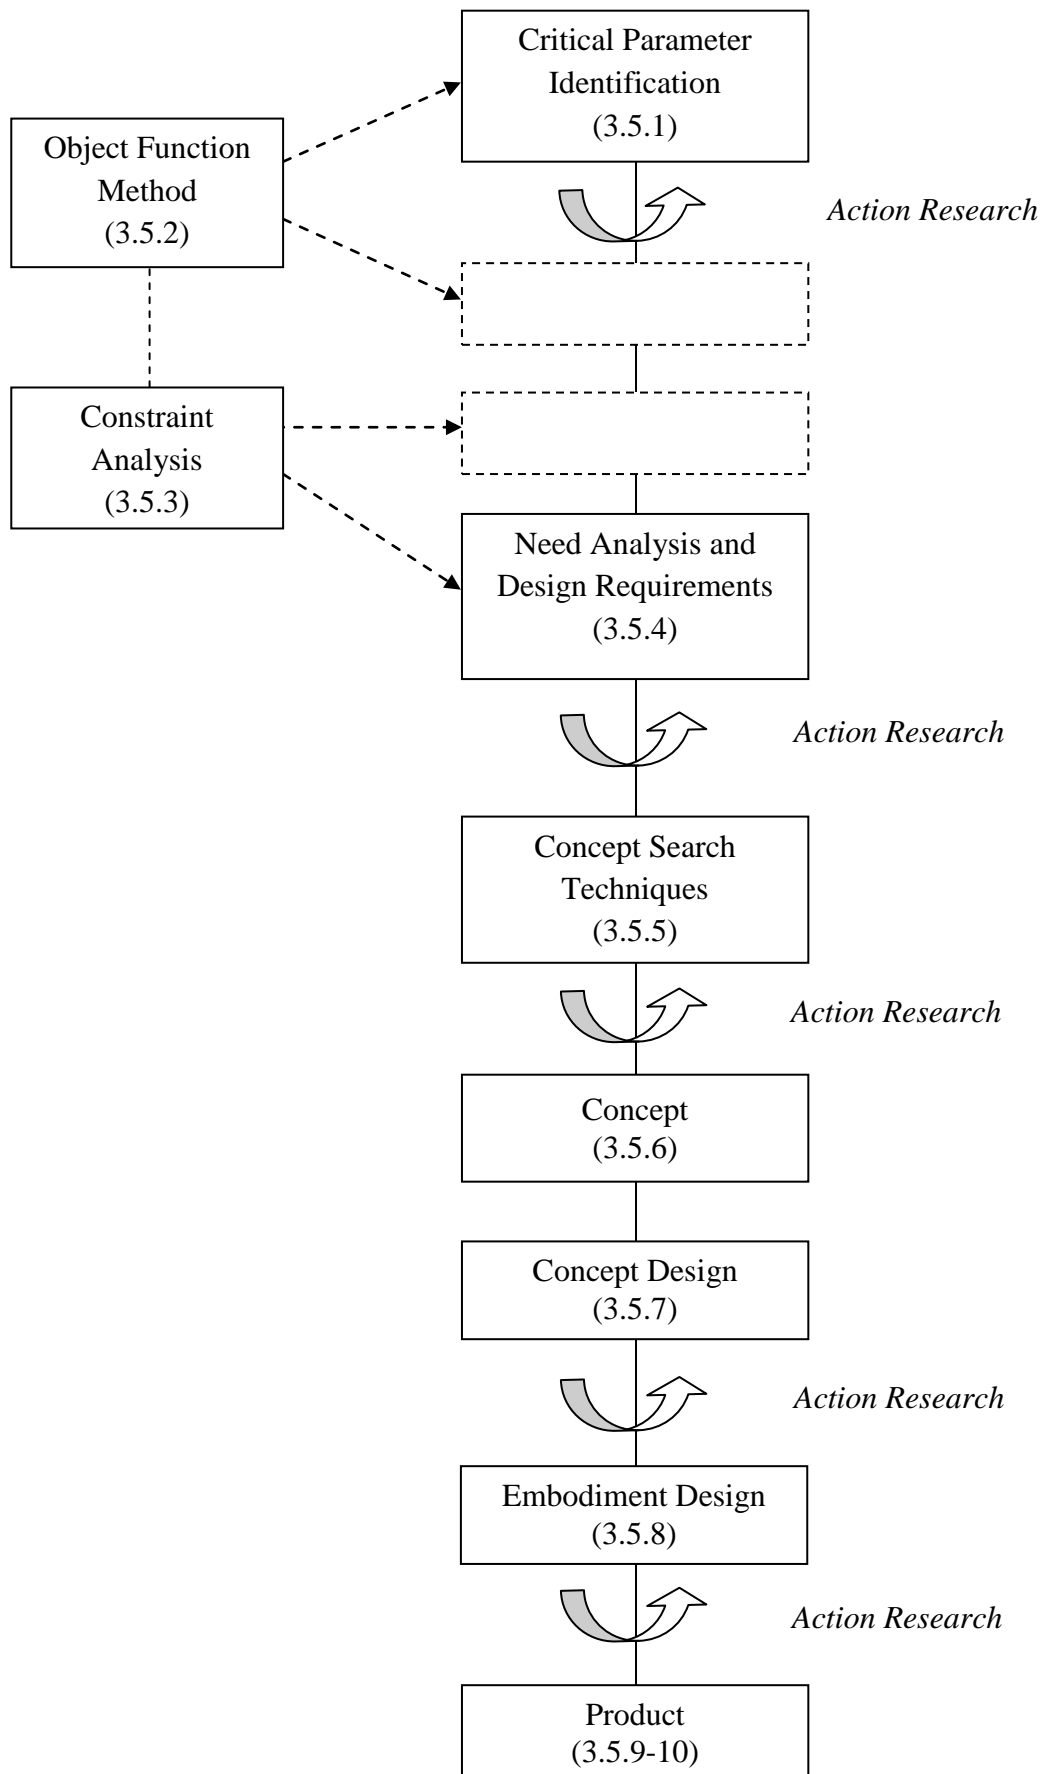 Critical Parameter
Identification
(3.5.1)
Object Function
Method
(3.5.2)
Action Research
Constraint
Analysis
(3.5.3)
Need Analysis and
Design Requirements
(3.5.4)
Action Research
Concept Search
Techniques
(3.5.5)
Action Research
Concept
(3.5.6)
Concept Design
(3.5.7)
Action Research
Embodiment Design
(3.5.8)
Action Research
Product
(3.5.9-10)